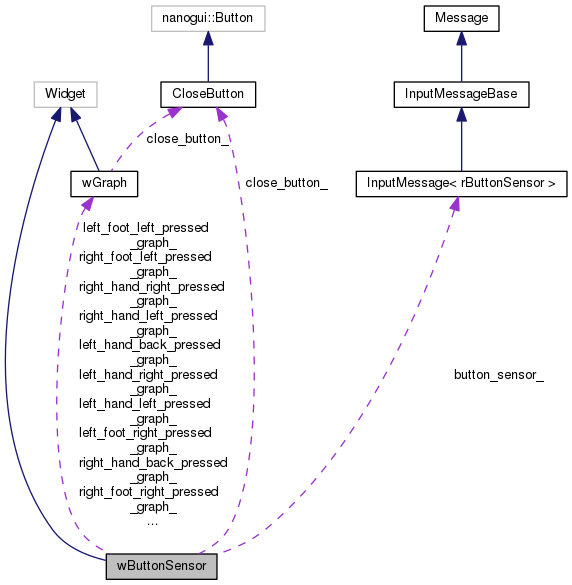 nanogui::Button
Message
Widget
CloseButton
InputMessageBase
close_button_
wGraph
close_button_
InputMessage< rButtonSensor >
left_foot_left_pressed
_graph_
right_foot_left_pressed
_graph_
right_hand_right_pressed
_graph_
right_hand_left_pressed
_graph_
left_hand_back_pressed
_graph_
left_hand_right_pressed
_graph_
left_hand_left_pressed
_graph_
left_foot_right_pressed
_graph_
right_hand_back_pressed
_graph_
right_foot_right_pressed
_graph_
...
button_sensor_
wButtonSensor